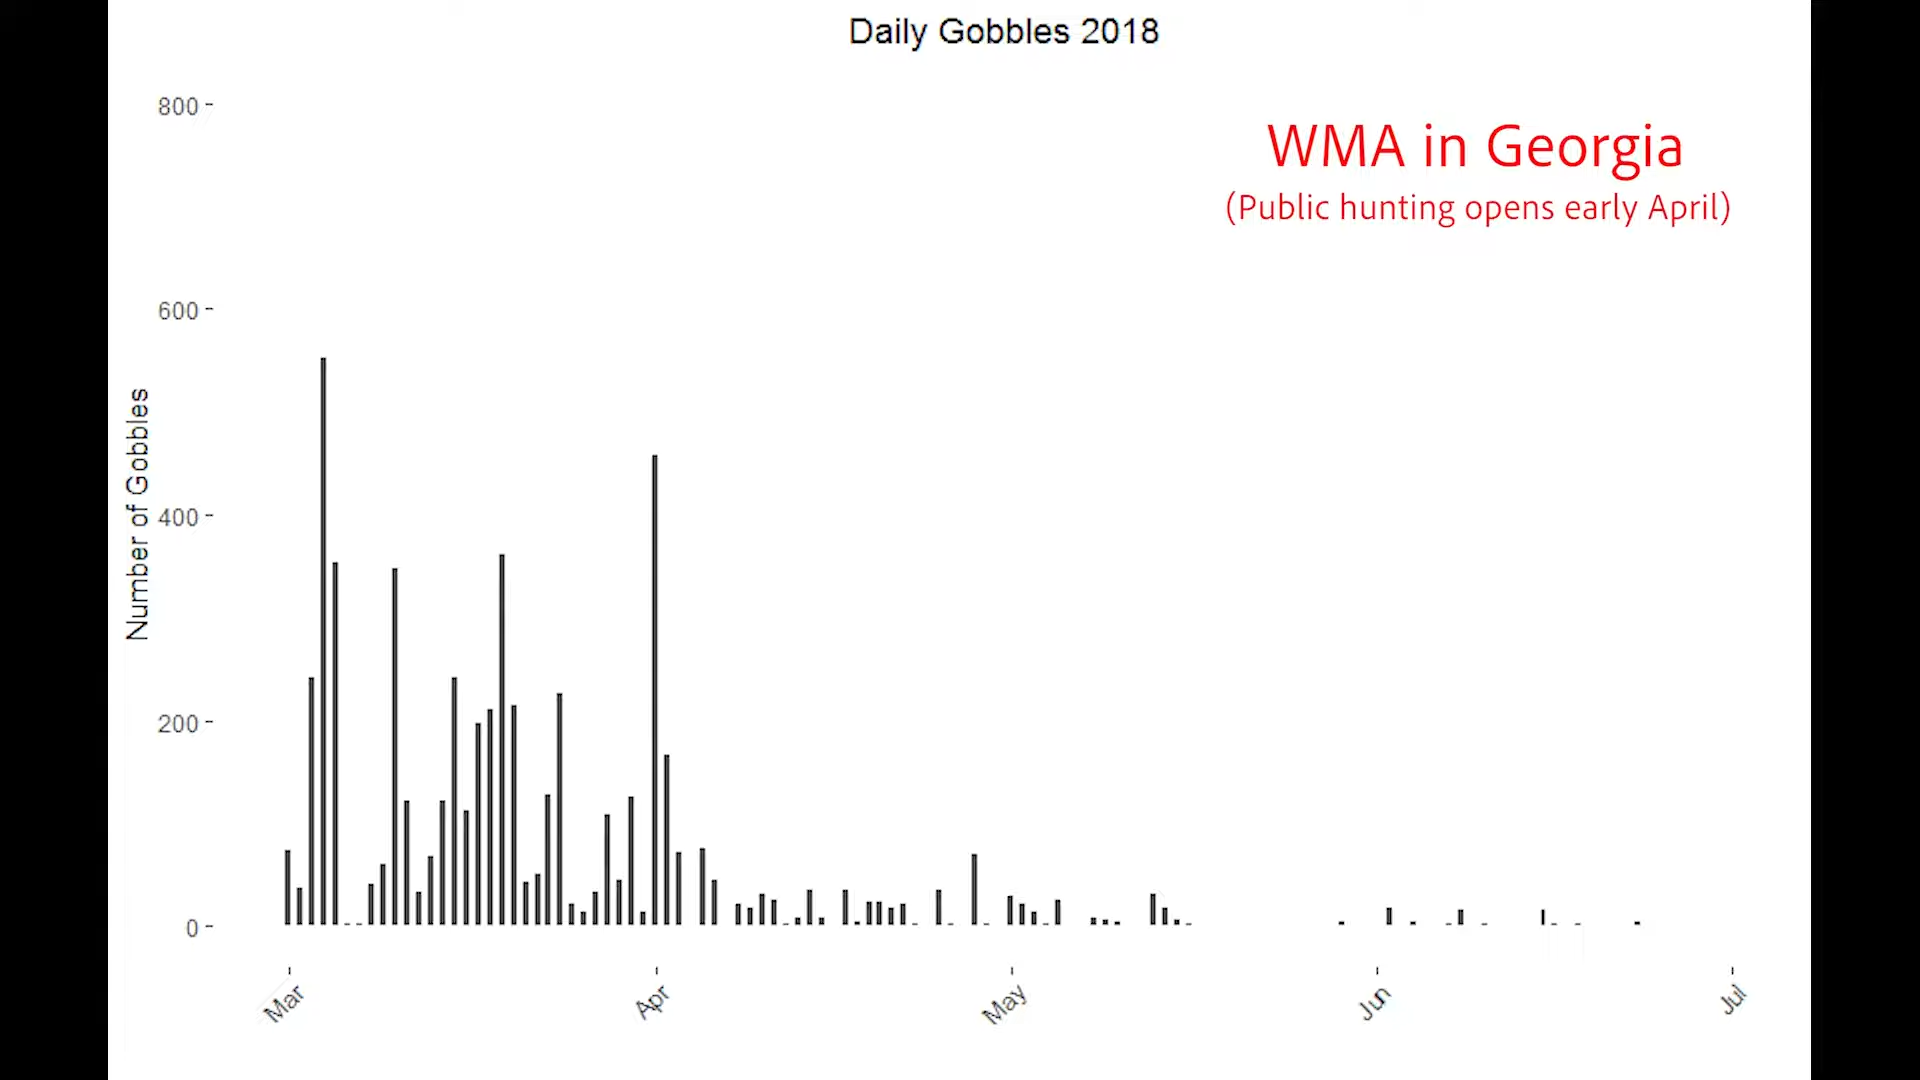 Daily Gobbles 2018
WMA in Georgia
(Public hunting opens early April)
Number of Gobbles
800
600
400
200
0
Mar
Apr
May
Jun
Jul